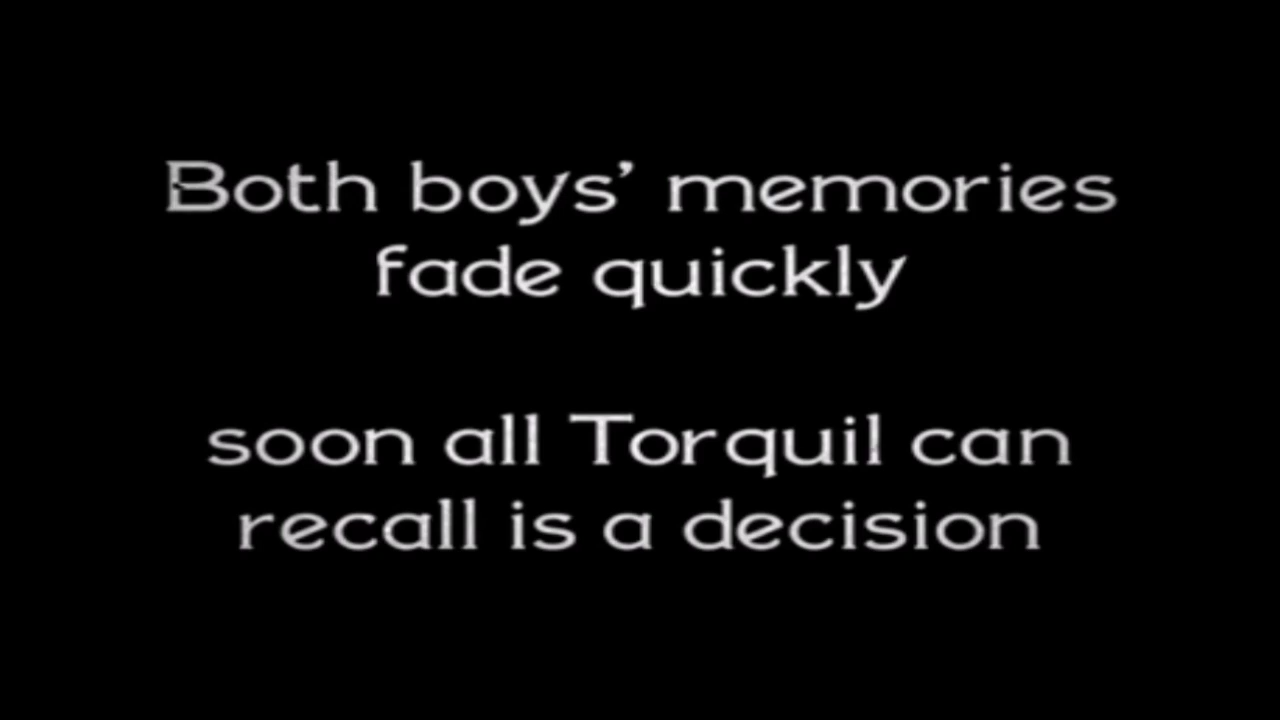 Both boys’ memories
fade quickly
soon all Torquil can
recall is a decision